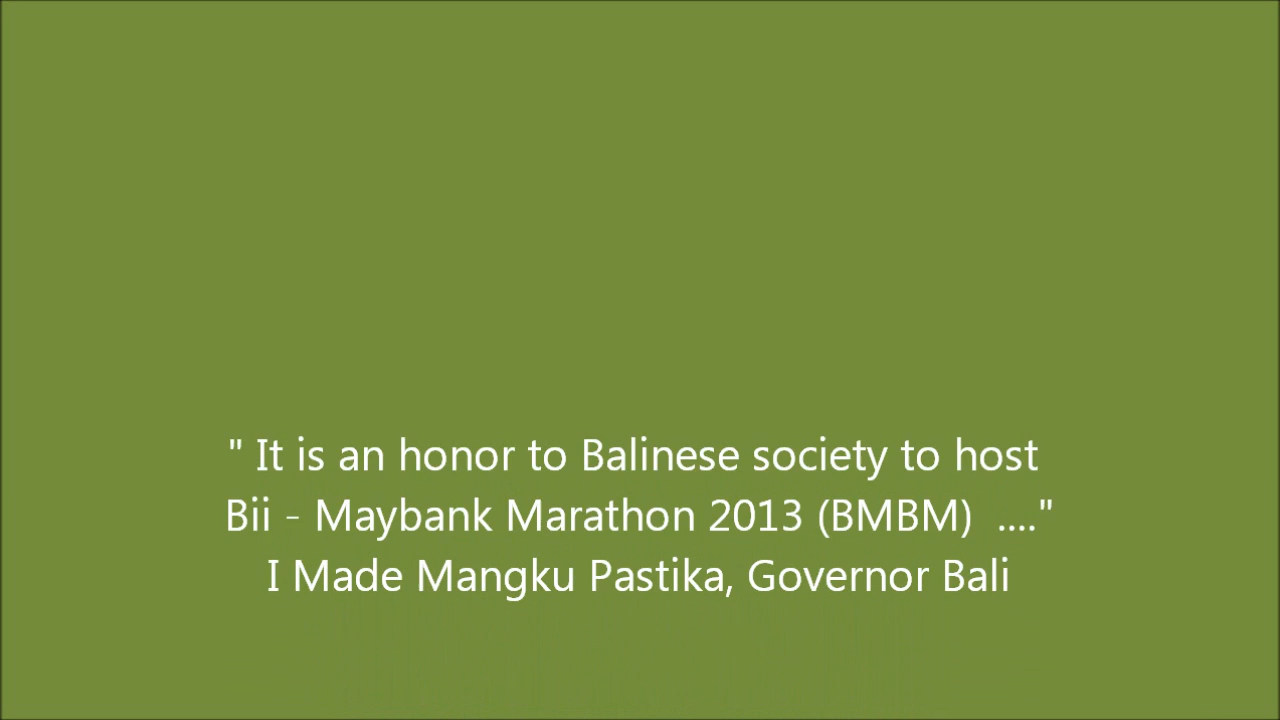 " It is an honor to Balinese society to host
Bii - Maybank Marathon 2013 (BMBM)  ...."
I Made Mangku Pastika, Governor Bali